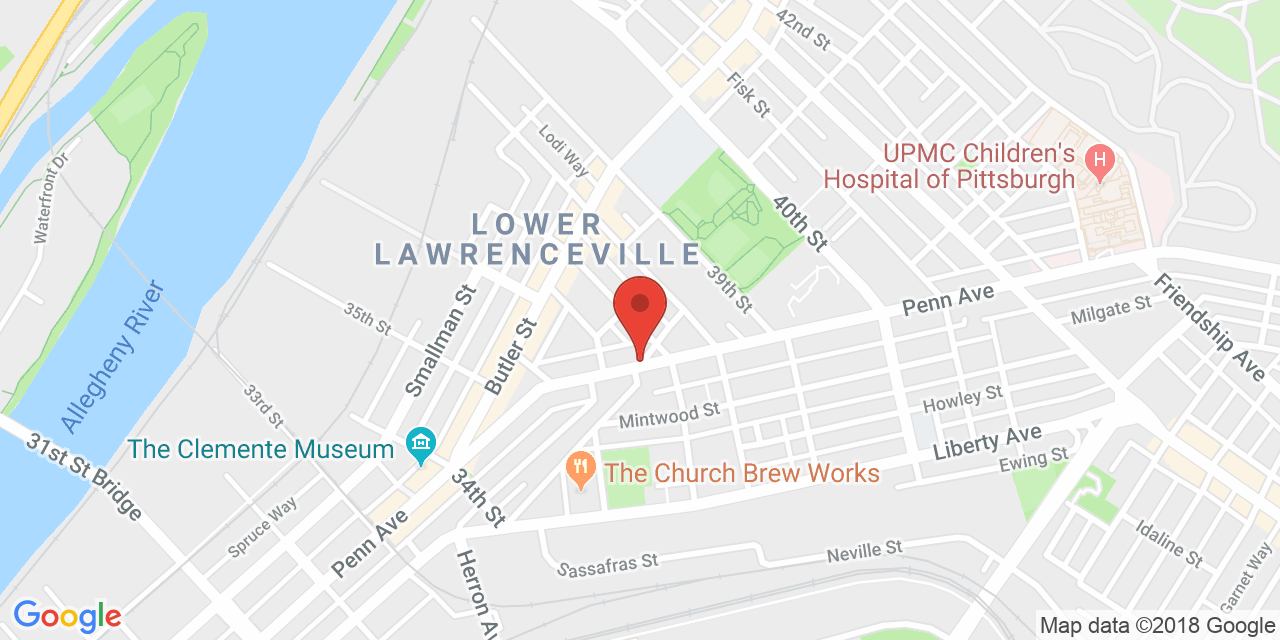 42nd St
Fisk St
Lodi Way
UPMC Children's
Hospital of Pittsburgh
Waterfront Dr
40th St
LOWER
LAWRENCEVILLE
39th St
Penn Ave
Friendship Ave
Milgate St
Allegheny River
35th St
Smallman St
Butler St
33rd St
Howley St
Mintwood St
Liberty Ave
Ewing St
31st St Bridge
The Clemente Museum
The Church Brew Works
34th St
Spruce Way
Penn Ave
Herron Av
Sassafras St
Neville St
Idaline St
Garnet Way
Google
Map data ©2018 Google